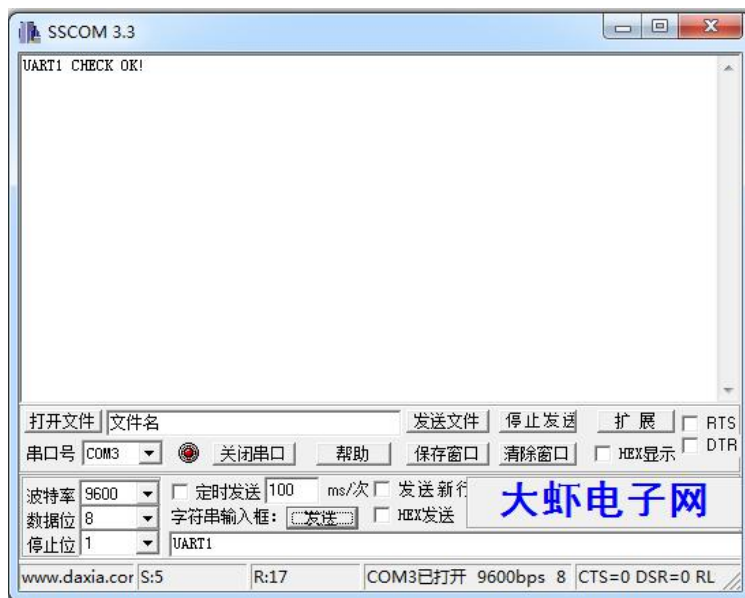 SSCOM 3.3
UART1 CHECK OK!
打开文件 文件名 发送文件 停止发送 扩 展 RTS
串口号 COM3 关闭串口 帮助 保存窗口 清除窗口 HEX显示 DTR
波特率 9600 定时发送 100 ms/次 发送新行 大虾电子网
数据位 8 字符串输入框: 发送 HEX发送
停止位 1 UART1
www.daxia.cor S:5 R:17 COM3已打开 9600bps 8 CTS=0 DSR=0 RL